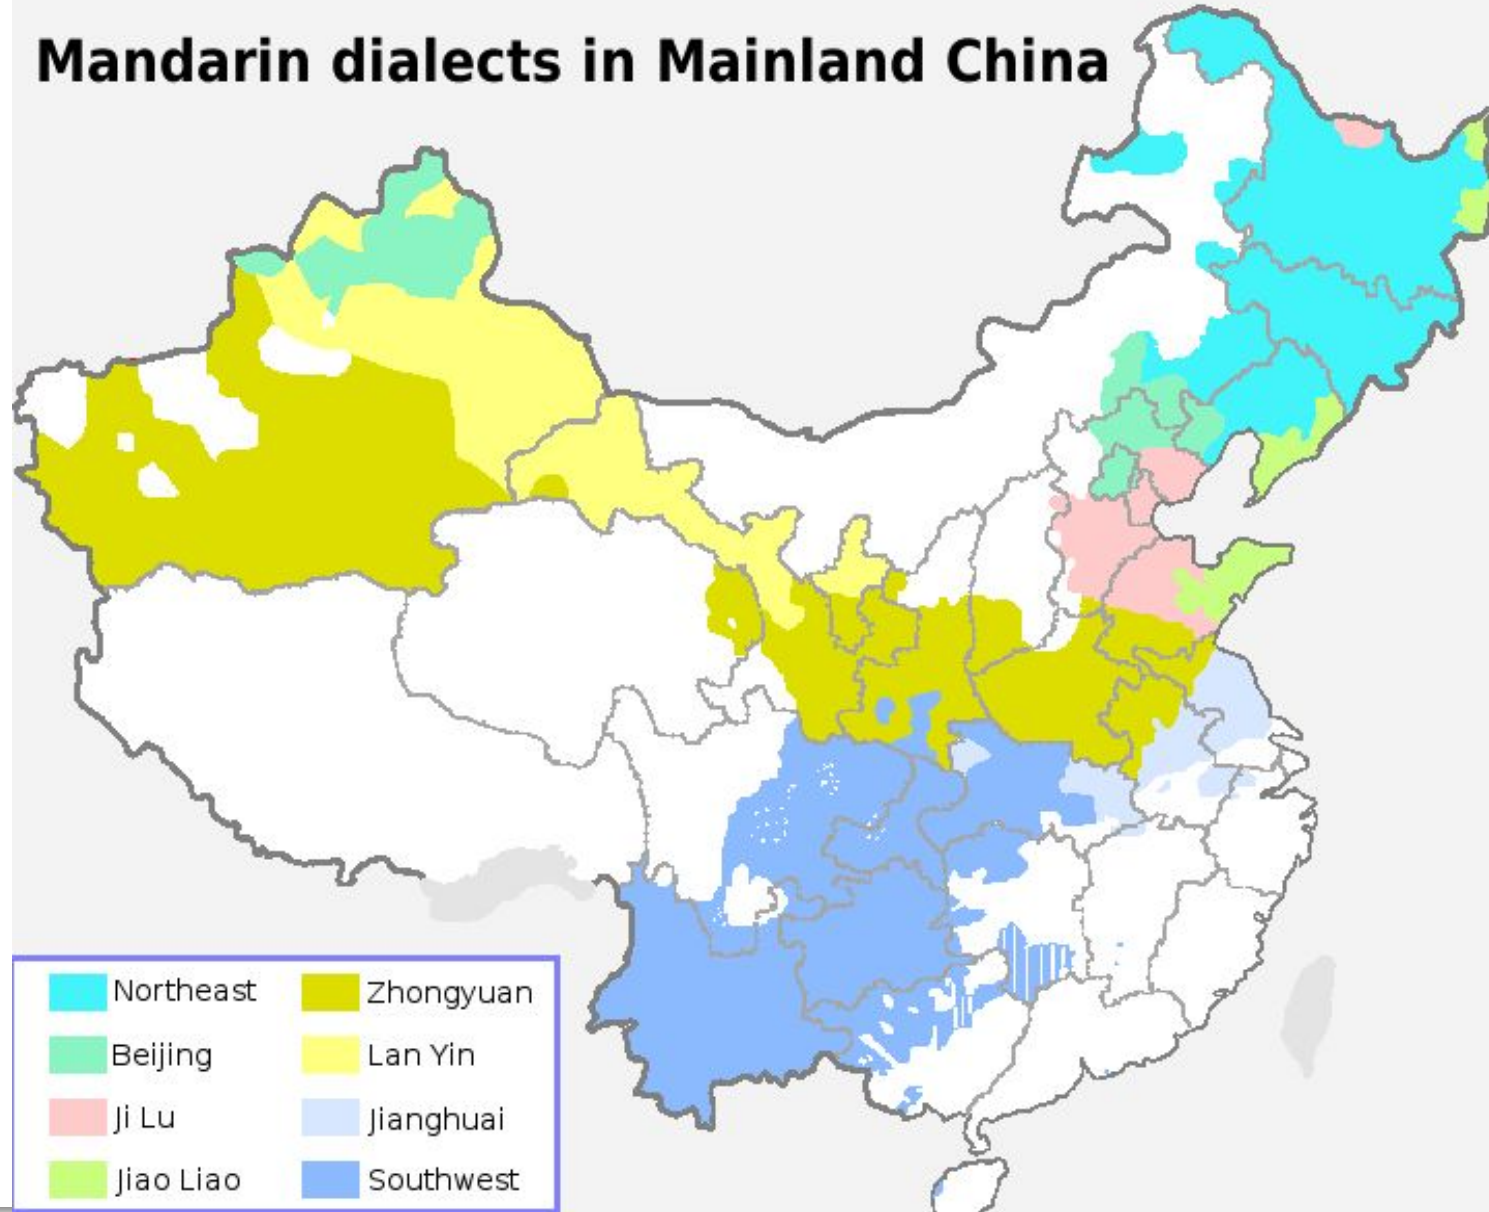 Mandarin dialects in Mainland China
Northeast
Zhongyuan
Beijing
Lan Yin
Ji Lu
Jianghuai
Jiao Liao
Southwest